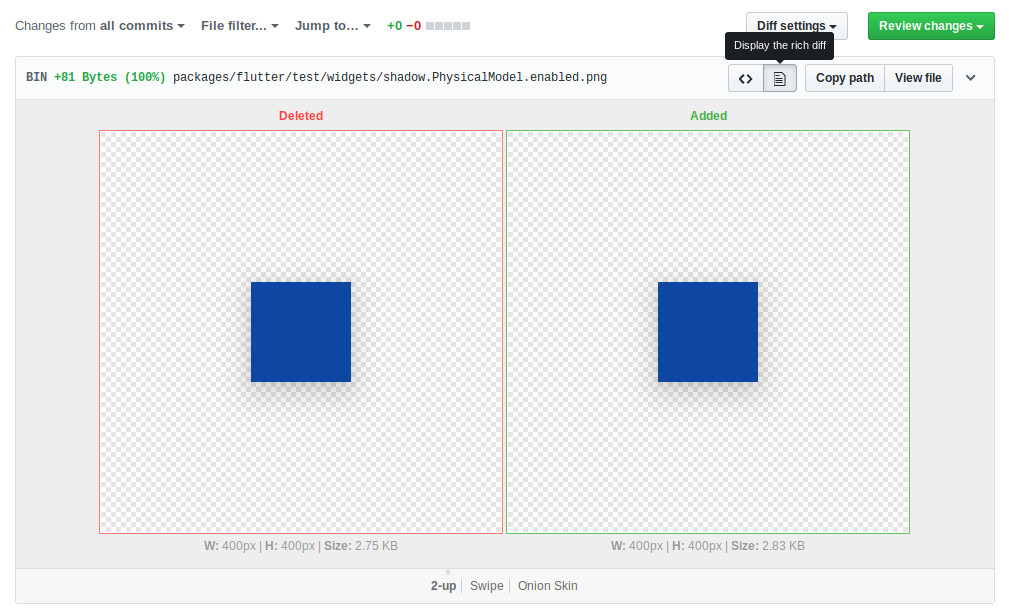 Changes from all commits File filter... Jump to... +0 −0 Diff settings Review changes
Display the rich diff
BIN +81 Bytes (100%) packages/flutter/test/widgets/shadow.PhysicalModel.enabled.png <> Copy path View file
Deleted Added
W: 400px | H: 400px | Size: 2.75 KB W: 400px | H: 400px | Size: 2.83 KB
2-up Swipe Onion Skin